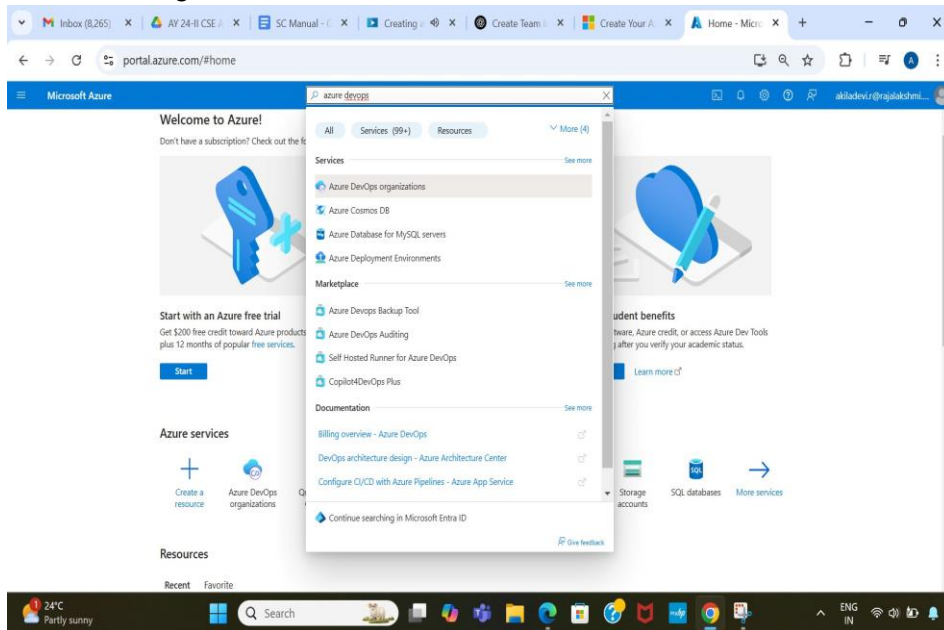 Inbox (8,265)
AY 24-II CSE A
SC Manual - G
Creating a
Create Team i
Create Your A
Home - Micro
portal.azure.com/#home
Microsoft Azure
azure devops
akiladevi.r@rajalakshmi....
Welcome to Azure!
Don't have a subscription? Check out the fo
All Services (99+) Resources More (4)
Services See more
Azure DevOps organizations
Azure Cosmos DB
Azure Database for MySQL servers
Azure Deployment Environments
Marketplace See more
Azure Devops Backup Tool
Azure DevOps Auditing
Self Hosted Runner for Azure DevOps
Copilot4DevOps Plus
Documentation See more
Billing overview - Azure DevOps
DevOps architecture design - Azure Architecture Center
Configure CI/CD with Azure Pipelines - Azure App Service
Continue searching in Microsoft Entra ID
Give feedback
Start with an Azure free trial
Get $200 free credit toward Azure products
plus 12 months of popular free services.
Start
udent benefits
tware, Azure credit, or access Azure Dev Tools
g after you verify your academic status.
Learn more
Azure services
Create a
resource
Azure DevOps
organizations
Storage
accounts
SQL databases
More services
Resources
Recent Favorite
24°C
Partly sunny
Search
ENG
IN